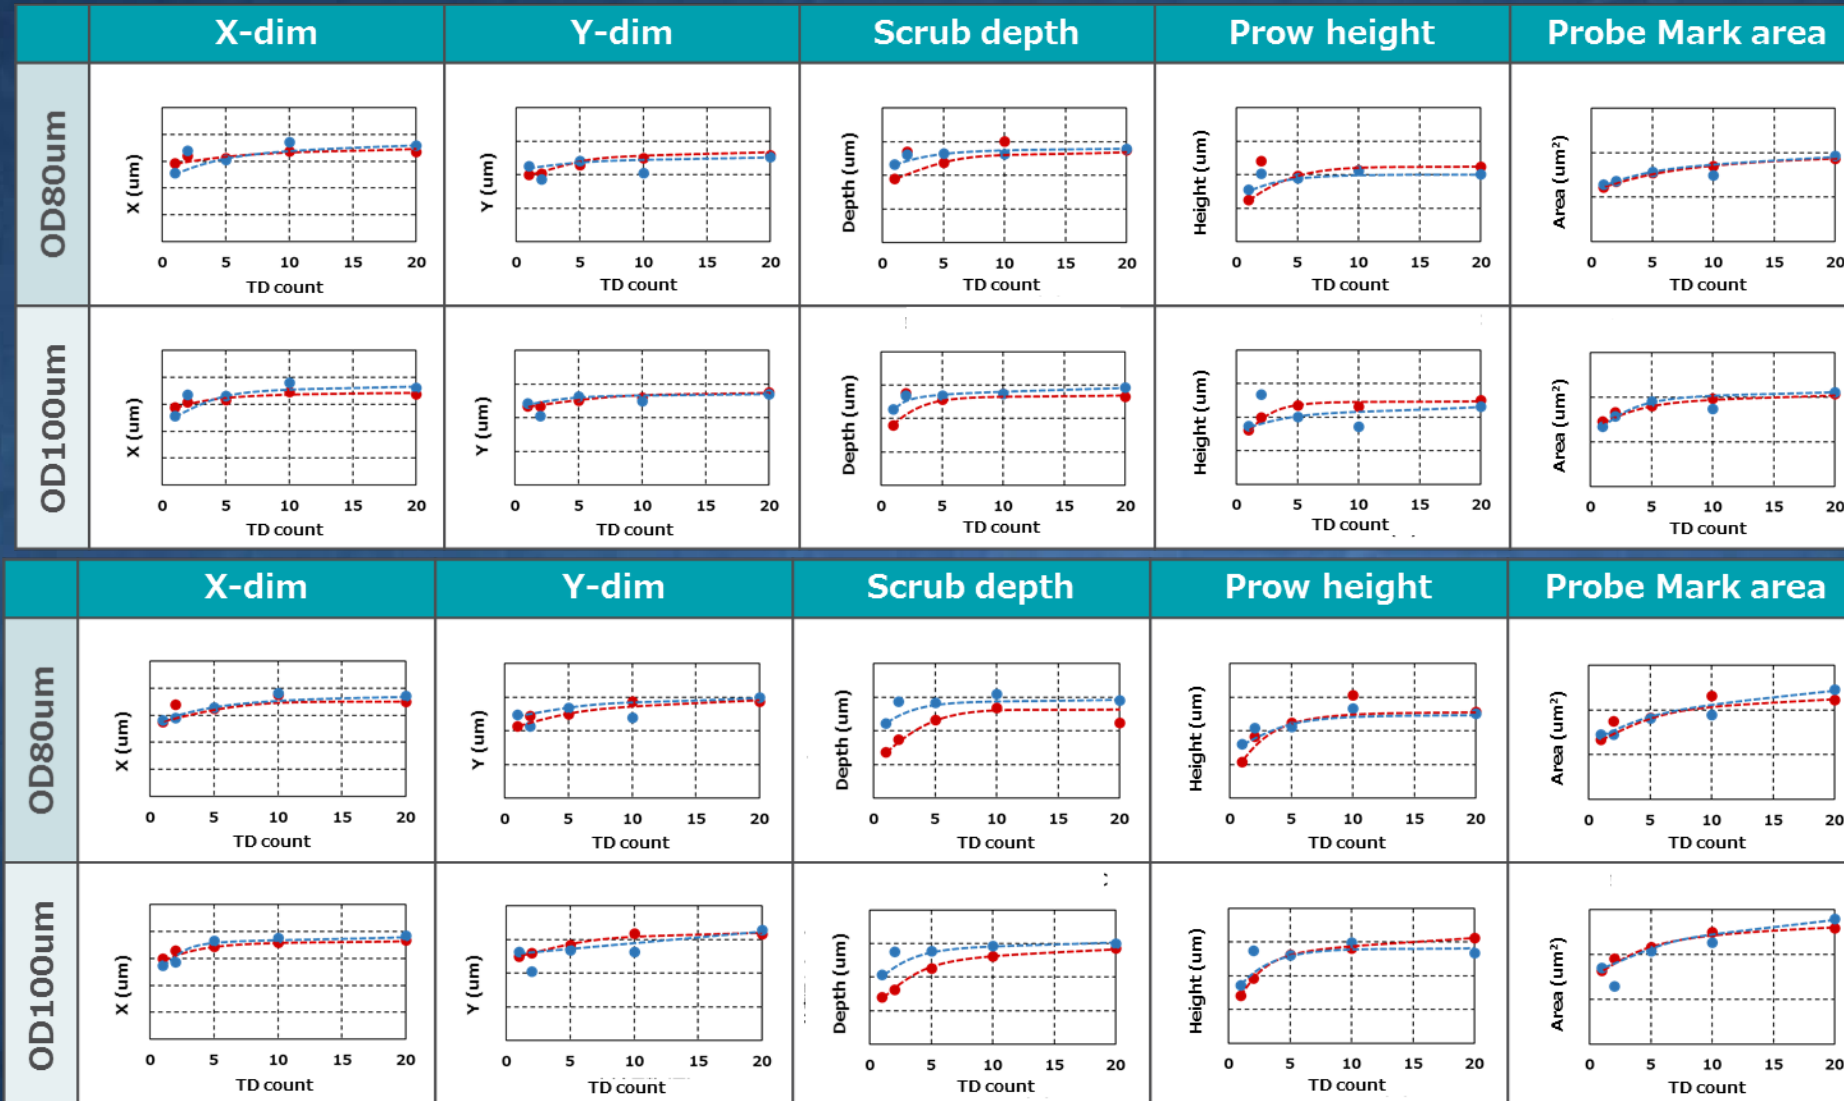 X-dim Y-dim Scrub depth Prow height Probe Mark area
OD80um
X (um) Y (um) Depth (um) Height (um) Area (um²)
0 5 10 15 20 0 5 10 15 20 0 5 10 15 20 0 5 10 15 20 0 5 10 15 20
TD count TD count TD count TD count TD count
OD100um
X (um) Y (um) Depth (um) Height (um) Area (um²)
0 5 10 15 20 0 5 10 15 20 0 5 10 15 20 0 5 10 15 20 0 5 10 15 20
TD count TD count TD count TD count TD count
X-dim Y-dim Scrub depth Prow height Probe Mark area
OD80um
X (um) Y (um) Depth (um) Height (um) Area (um²)
0 5 10 15 20 0 5 10 15 20 0 5 10 15 20 0 5 10 15 20 0 5 10 15 20
TD count TD count TD count TD count TD count
OD100um
X (um) Y (um) Depth (um) Height (um) Area (um²)
0 5 10 15 20 0 5 10 15 20 0 5 10 15 20 0 5 10 15 20 0 5 10 15 20
TD count TD count TD count TD count TD count